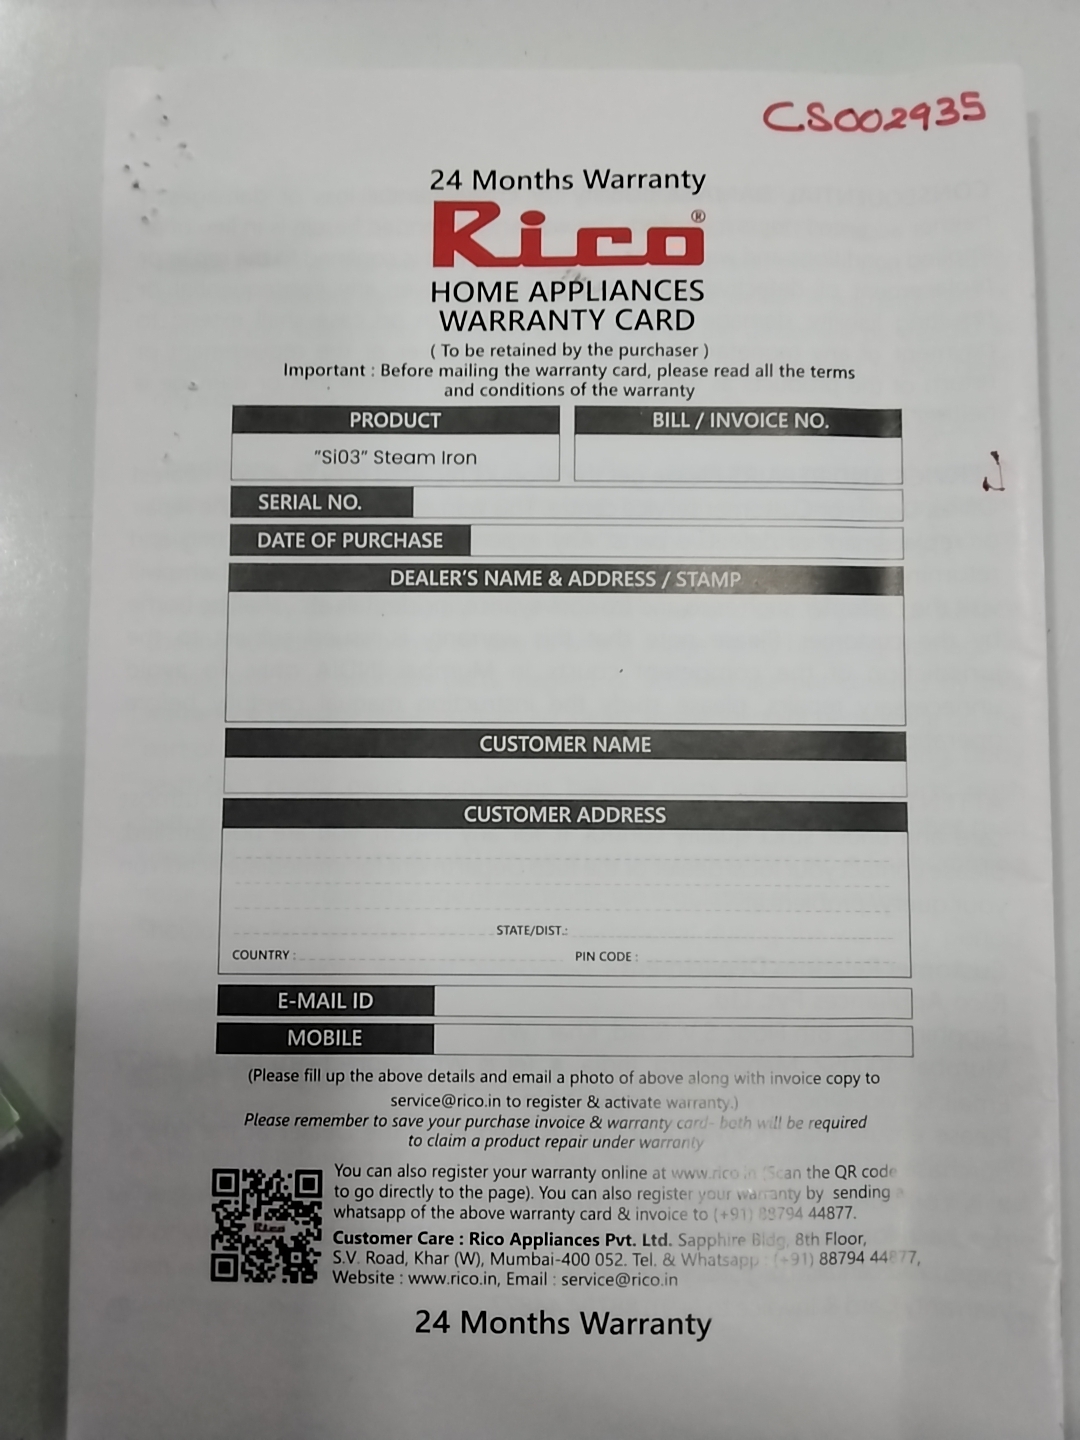 CS002935
24 Months Warranty
Rico®
HOME APPLIANCES
WARRANTY CARD
( To be retained by the purchaser )
Important : Before mailing the warranty card, please read all the terms
and conditions of the warranty
PRODUCT
BILL / INVOICE NO.
"Si03" Steam Iron
SERIAL NO.
DATE OF PURCHASE
DEALER'S NAME & ADDRESS / STAMP
CUSTOMER NAME
CUSTOMER ADDRESS
STATE/DIST.:
COUNTRY :
PIN CODE :
E-MAIL ID
MOBILE
(Please fill up the above details and email a photo of above along with invoice copy to
service@rico.in to register & activate warranty.)
Please remember to save your purchase invoice & warranty card- both will be required
to claim a product repair under warranty
You can also register your warranty online at www.rico.in (Scan the QR code
to go directly to the page). You can also register your warranty by sending a
whatsapp of the above warranty card & invoice to (+91) 88794 44877.
Rico
Customer Care : Rico Appliances Pvt. Ltd. Sapphire Bldg, 8th Floor,
S.V. Road, Khar (W), Mumbai-400 052. Tel. & Whatsapp : (+91) 88794 44877,
Website : www.rico.in, Email : service@rico.in
24 Months Warranty